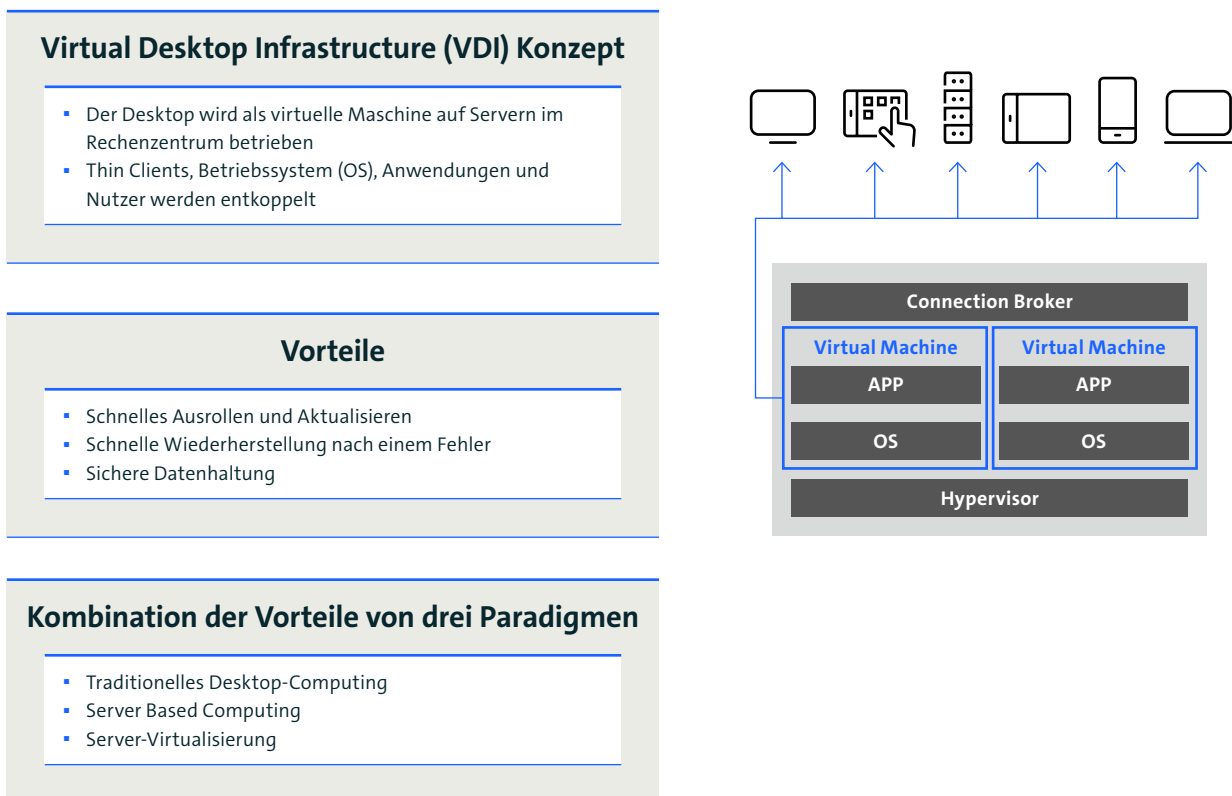 Virtual Desktop Infrastructure (VDI) Konzept
▪ Der Desktop wird als virtuelle Maschine auf Servern im
Rechenzentrum betrieben
▪ Thin Clients, Betriebssystem (OS), Anwendungen und
Nutzer werden entkoppelt
Vorteile
▪ Schnelles Ausrollen und Aktualisieren
▪ Schnelle Wiederherstellung nach einem Fehler
▪ Sichere Datenhaltung
Kombination der Vorteile von drei Paradigmen
▪ Traditionelles Desktop-Computing
▪ Server Based Computing
▪ Server-Virtualisierung
Connection Broker
Virtual Machine
APP
OS
Virtual Machine
APP
OS
Hypervisor